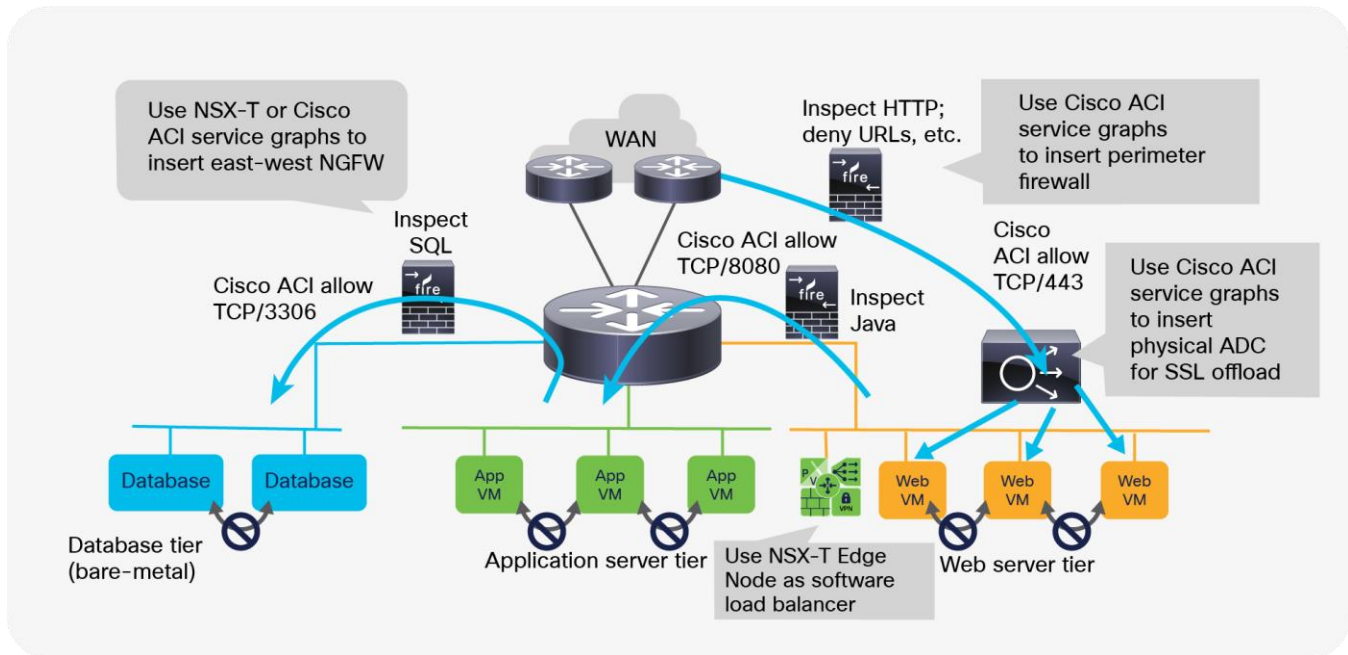 Use NSX-T or Cisco
ACI service graphs to
insert east-west NGFW
WAN
Inspect HTTP;
deny URLs, etc.
fire
Use Cisco ACI
service graphs
to insert perimeter
firewall
Inspect
SQL
fire
Cisco ACI allow
TCP/3306
Cisco ACI allow
TCP/8080
fire
Inspect
Java
Cisco
ACI allow
TCP/443
Use Cisco ACI
service graphs
to insert
physical ADC
for SSL offload
Database
Database
App
VM
App
VM
App
VM
P
V
VPN
Web
VM
Web
VM
Web
VM
Database tier
(bare-metal)
Application server tier
Use NSX-T Edge
Node as software
load balancer
Web server tier